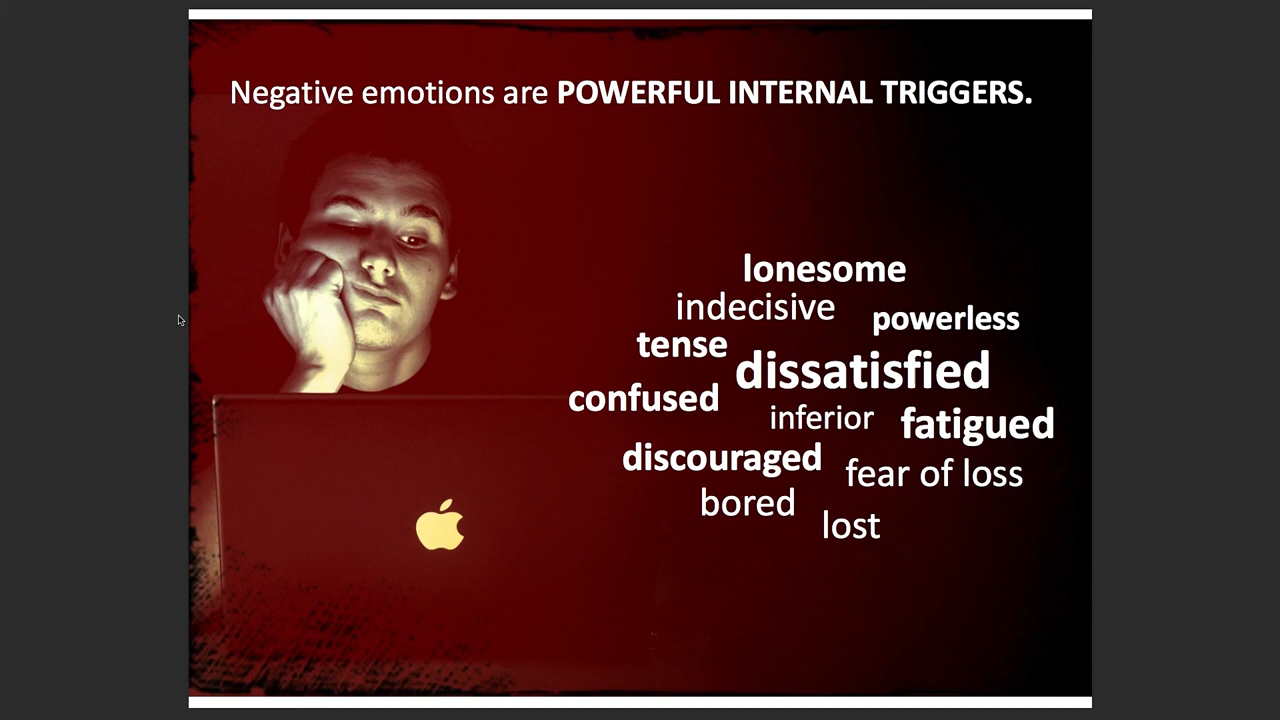 Negative emotions are POWERFUL INTERNAL TRIGGERS.
lonesome
indecisive
powerless
tense
dissatisfied
confused
inferior
fatigued
discouraged
fear of loss
bored
lost